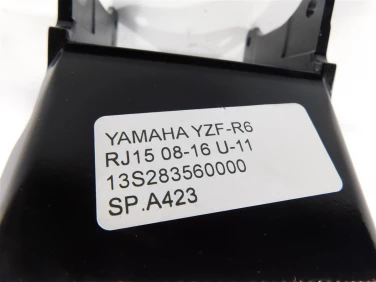 YAMAHA YZF-R6
RJ15 08-16 U-11
13S283560000
SP.A423